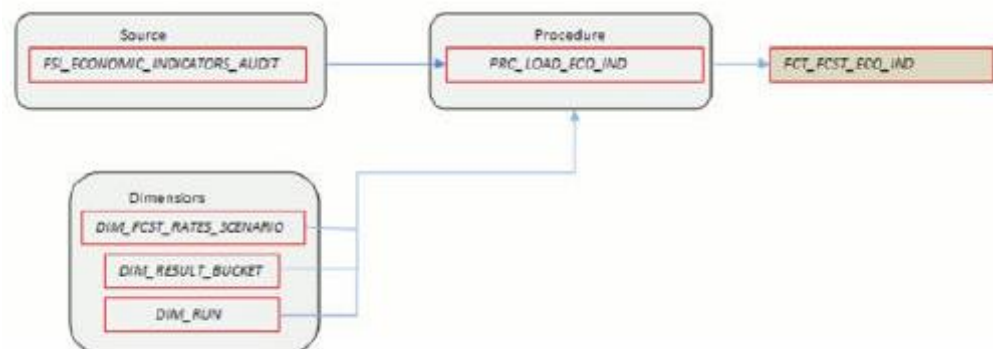 Source
FSI_ECONOMIC_INDICATORS_AUDIT
Procedure
PRC_LOAD_ECO_IND
FCT_FCST_ECO_IND
Dimensions
DIM_FCST_RATES_SCENARIO
DIM_RESULT_BUCKET
DIM_RUN